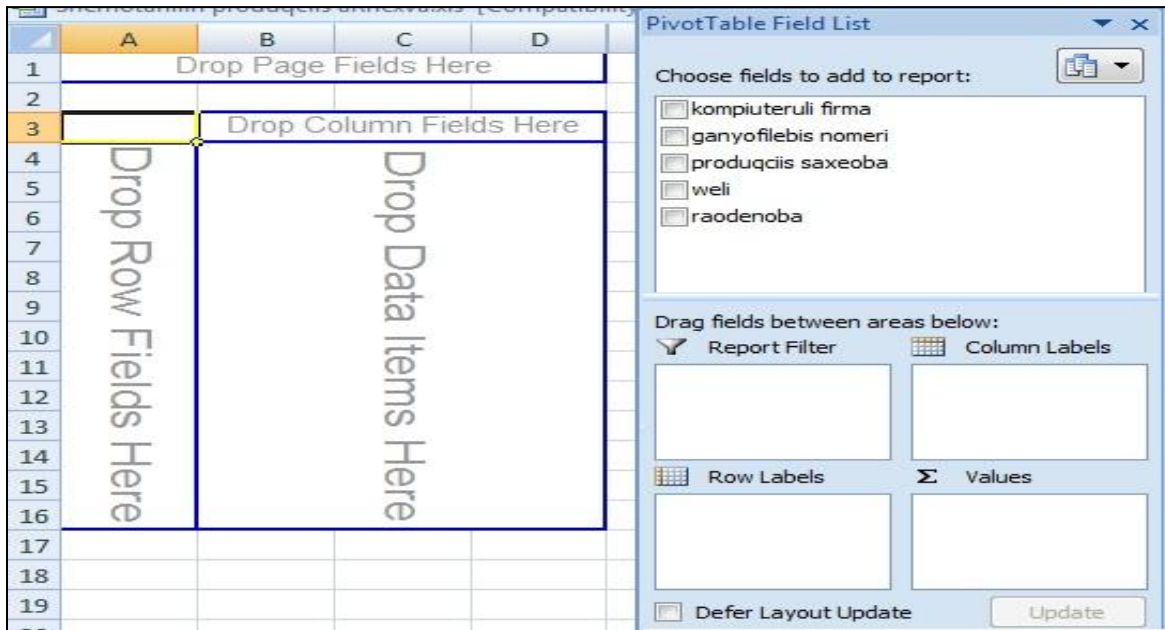 PivotTable Field List
A B C D
1 Drop Page Fields Here
2
3 Drop Column Fields Here
4
5
6
7
8
9
10
11
12
13
14
15
16
17
18
19
Drop Row Fields Here
Drop Data Items Here
Choose fields to add to report:
kompiuteruli firma
ganyofilebis nomeri
produqciis saxeoba
weli
raodenoba
Drag fields between areas below:
Report Filter
Column Labels
Row Labels
Σ Values
Defer Layout Update
Update